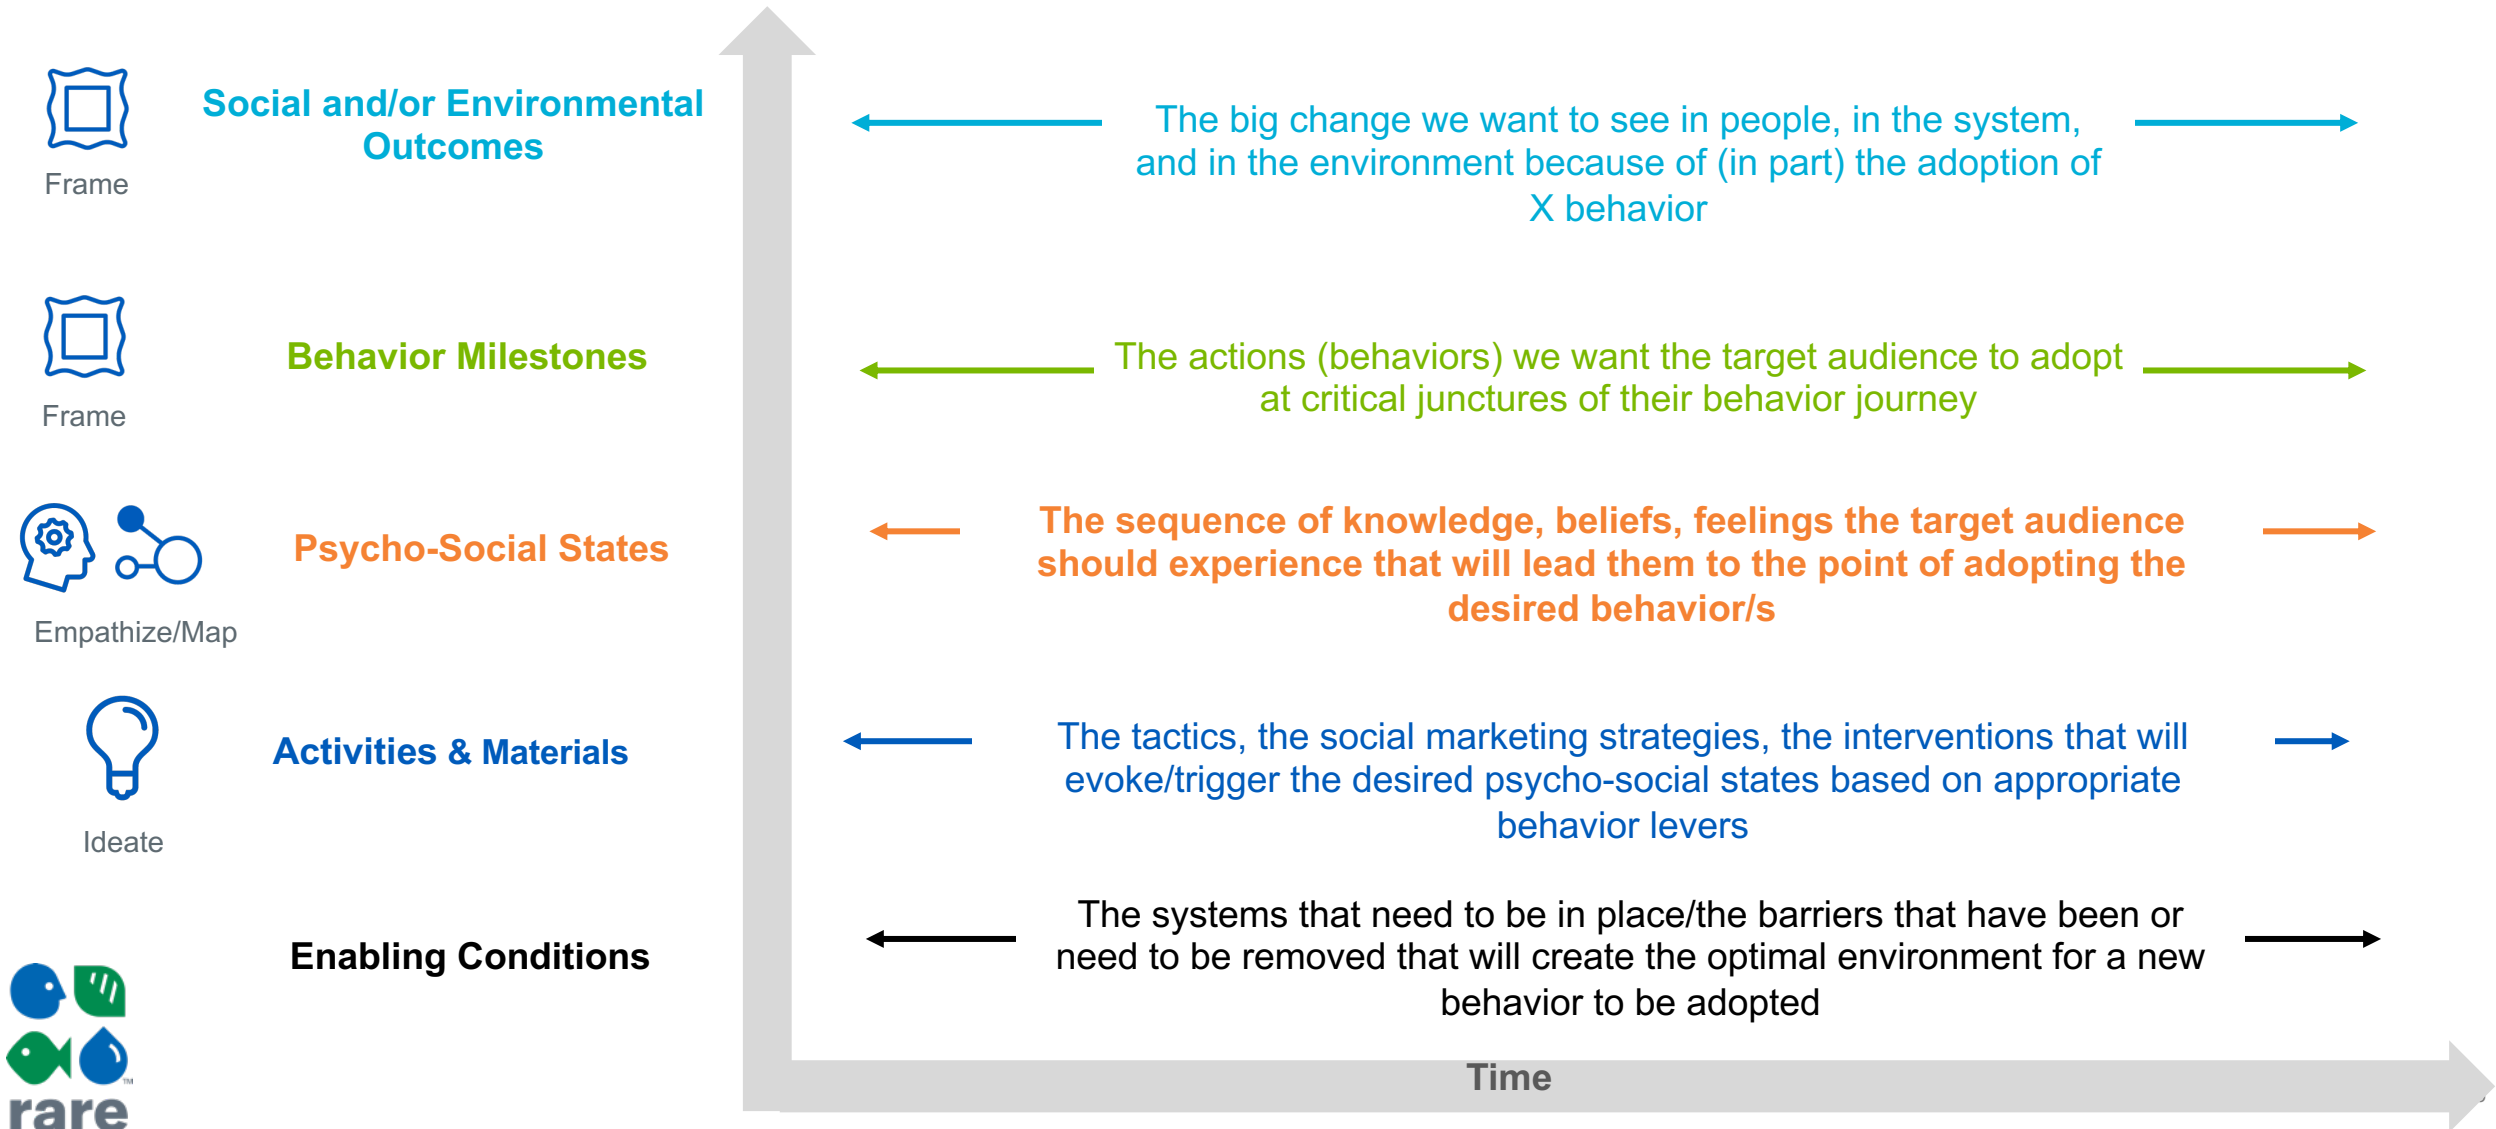 Social and/or Environmental
Outcomes
Frame
The big change we want to see in people, in the system,
and in the environment because of (in part) the adoption of
X behavior
Frame
Behavior Milestones
The actions (behaviors) we want the target audience to adopt
at critical junctures of their behavior journey
Empathize/Map
Psycho-Social States
The sequence of knowledge, beliefs, feelings the target audience
should experience that will lead them to the point of adopting the
desired behavior/s
Ideate
Activities & Materials
The tactics, the social marketing strategies, the interventions that will
evoke/trigger the desired psycho-social states based on appropriate
behavior levers
Enabling Conditions
The systems that need to be in place/the barriers that have been or
need to be removed that will create the optimal environment for a new
behavior to be adopted
Time
TM
rare